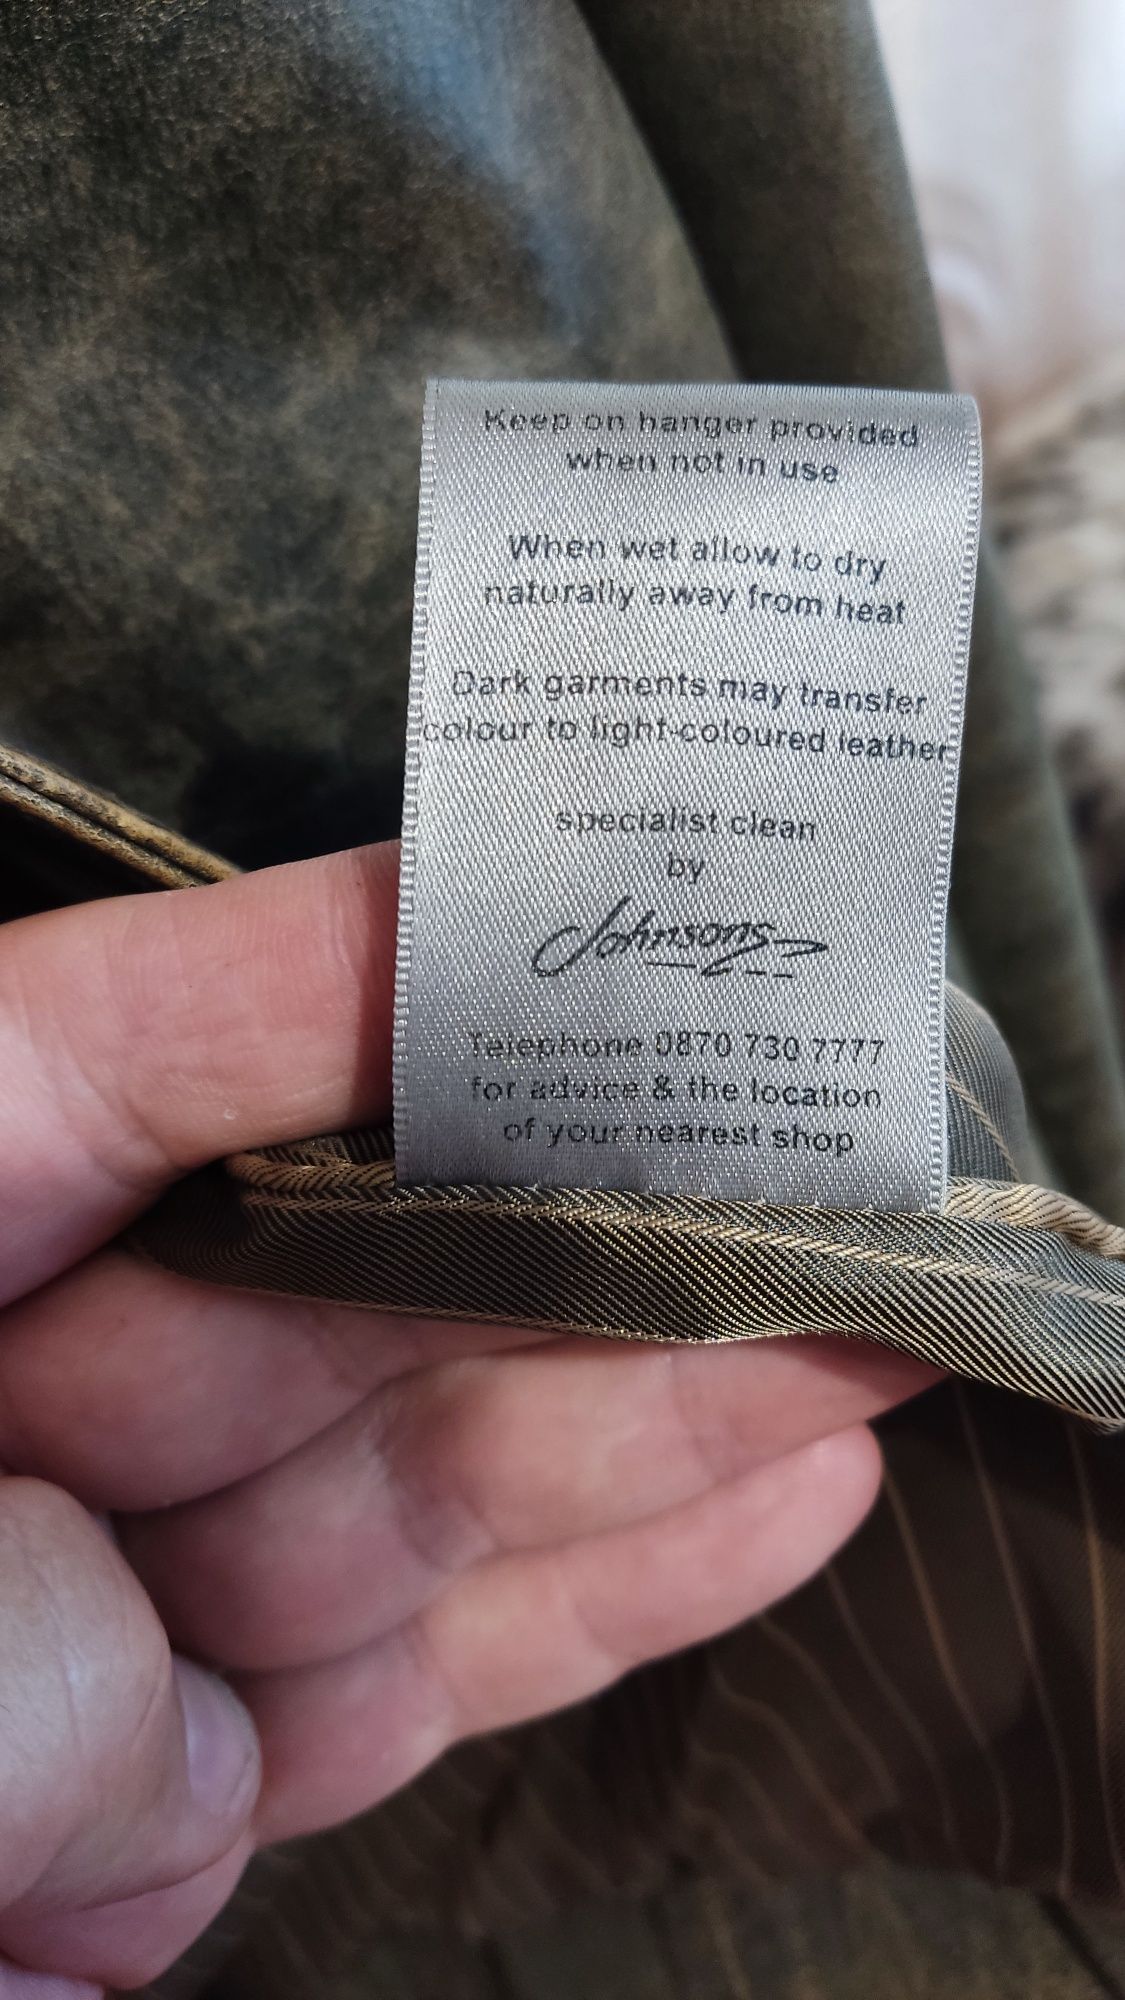 Keep on hanger provided
when not in use
When wet allow to dry
naturally away from heat
Dark garments may transfer
colour to light-coloured leather
specialist clean
by
Johnsons
Telephone 0870 730 7777
for advice & the location
of your nearest shop